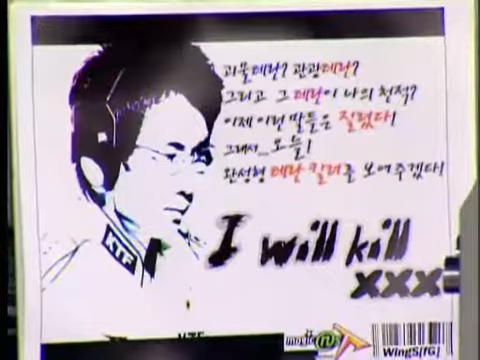 괴물테란? 관광테란?
그리고 그 테란이 나의 천적?
이제 이런 말들은 질렸다!
그래서... 오늘!
완성형 테란 킬러를 보여주겠다!
I will kill
xxx
KTF
KTF
magic n
WingS[fG]